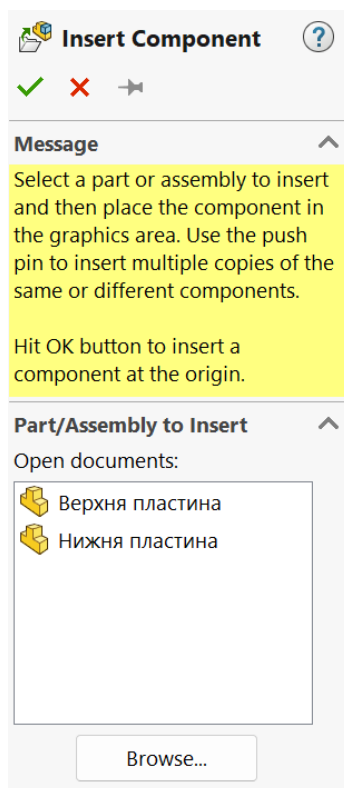 Insert Component
?
Message
Select a part or assembly to insert
and then place the component in
the graphics area. Use the push
pin to insert multiple copies of the
same or different components.
Hit OK button to insert a
component at the origin.
Part/Assembly to Insert
Open documents:
Верхня пластина
Нижня пластина
Browse...